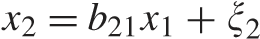 x₂ = b₂₁x₁ + ξ₂